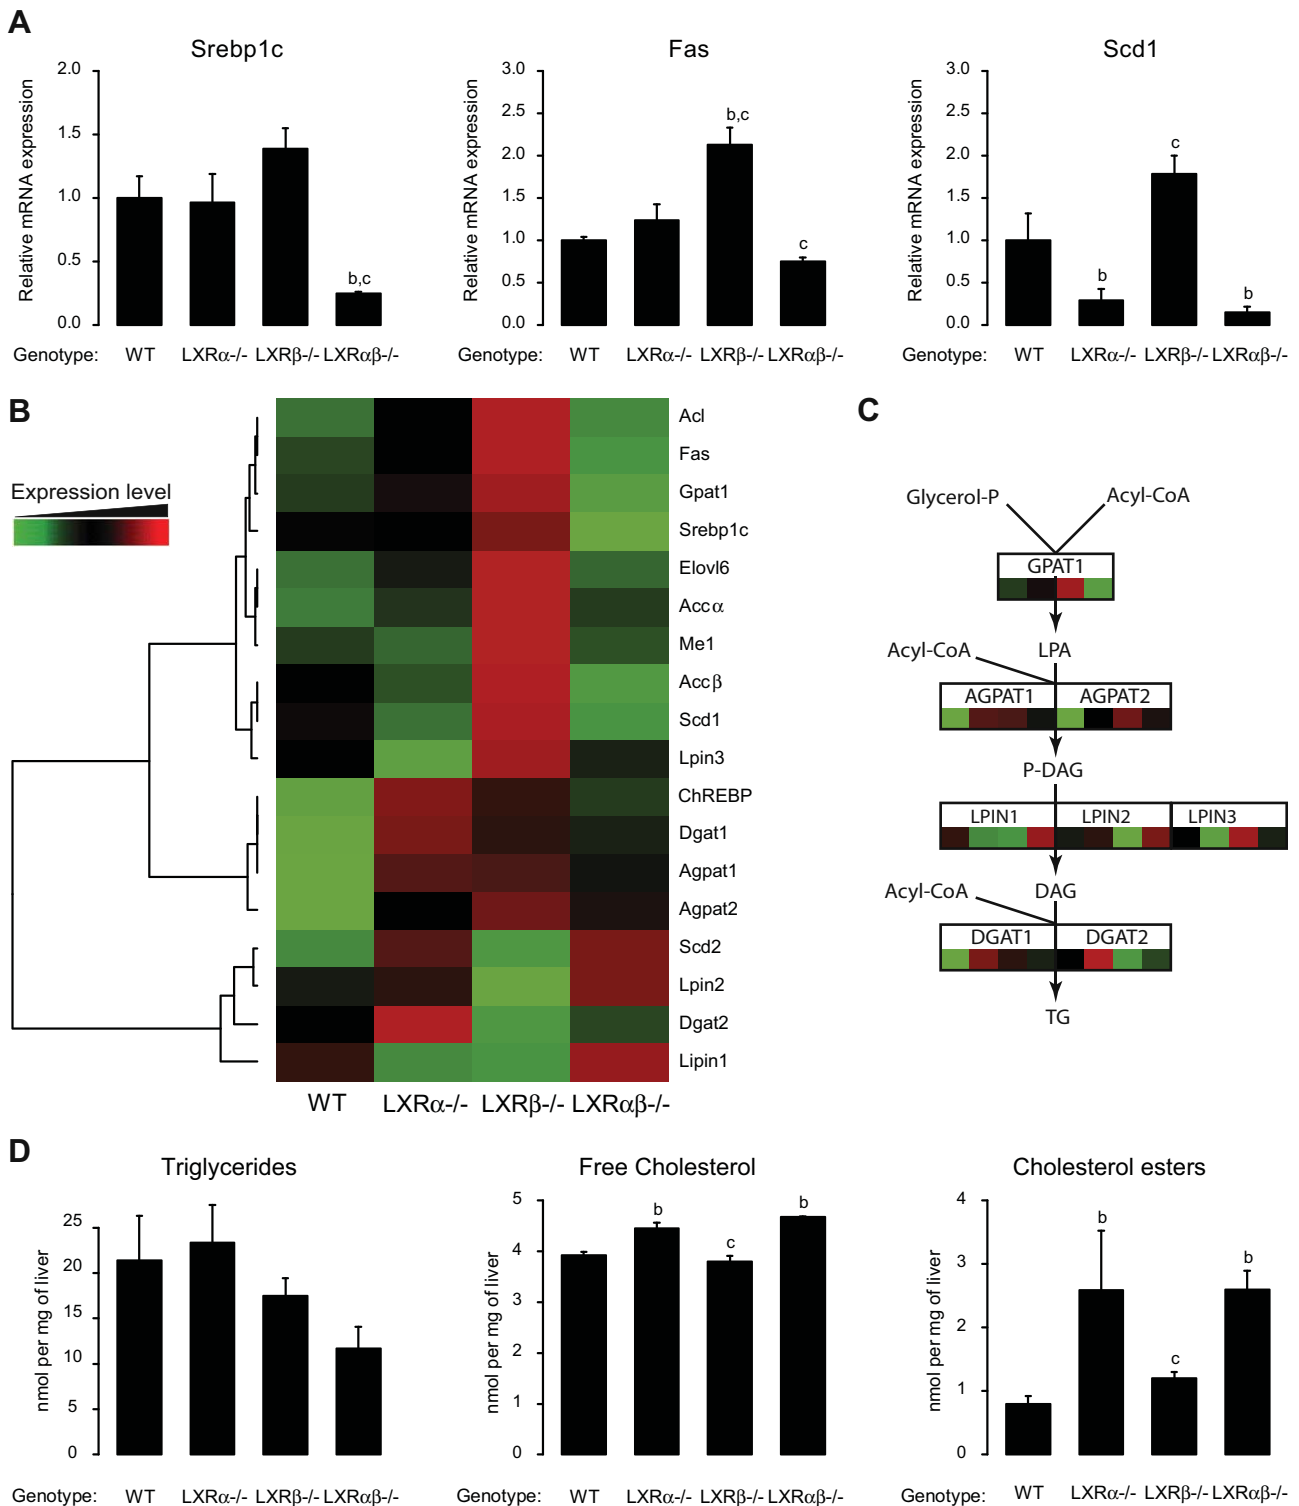 A
Srebp1c
Fas
Scd1
Relative mRNA expression
2.0
1.5
1.0
0.5
0.0
b,c
Genotype: WT LXRα-/- LXRβ-/- LXRαβ-/-
Relative mRNA expression
3.0
2.5
2.0
1.5
1.0
0.5
0.0
b,c
c
Genotype: WT LXRα-/- LXRβ-/- LXRαβ-/-
Relative mRNA expression
3.0
2.5
2.0
1.5
1.0
0.5
0.0
b
c
b
Genotype: WT LXRα-/- LXRβ-/- LXRαβ-/-
B
Expression level
Acl
Fas
Gpat1
Srebp1c
Elovl6
Accα
Me1
Accβ
Scd1
Lpin3
ChREBP
Dgat1
Agpat1
Agpat2
Scd2
Lpin2
Dgat2
Lipin1
WT LXRα-/- LXRβ-/- LXRαβ-/-
C
Glycerol-P Acyl-CoA
GPAT1
Acyl-CoA LPA
AGPAT1 AGPAT2
P-DAG
LPIN1 LPIN2 LPIN3
Acyl-CoA DAG
DGAT1 DGAT2
TG
D
Triglycerides
nmol per mg of liver
25
20
15
10
5
0
Genotype: WT LXRα-/- LXRβ-/- LXRαβ-/-
Free Cholesterol
nmol per mg of liver
5
4
3
2
1
0
b
c
b
Genotype: WT LXRα-/- LXRβ-/- LXRαβ-/-
Cholesterol esters
nmol per mg of liver
4
3
2
1
0
b
c
b
Genotype: WT LXRα-/- LXRβ-/- LXRαβ-/-